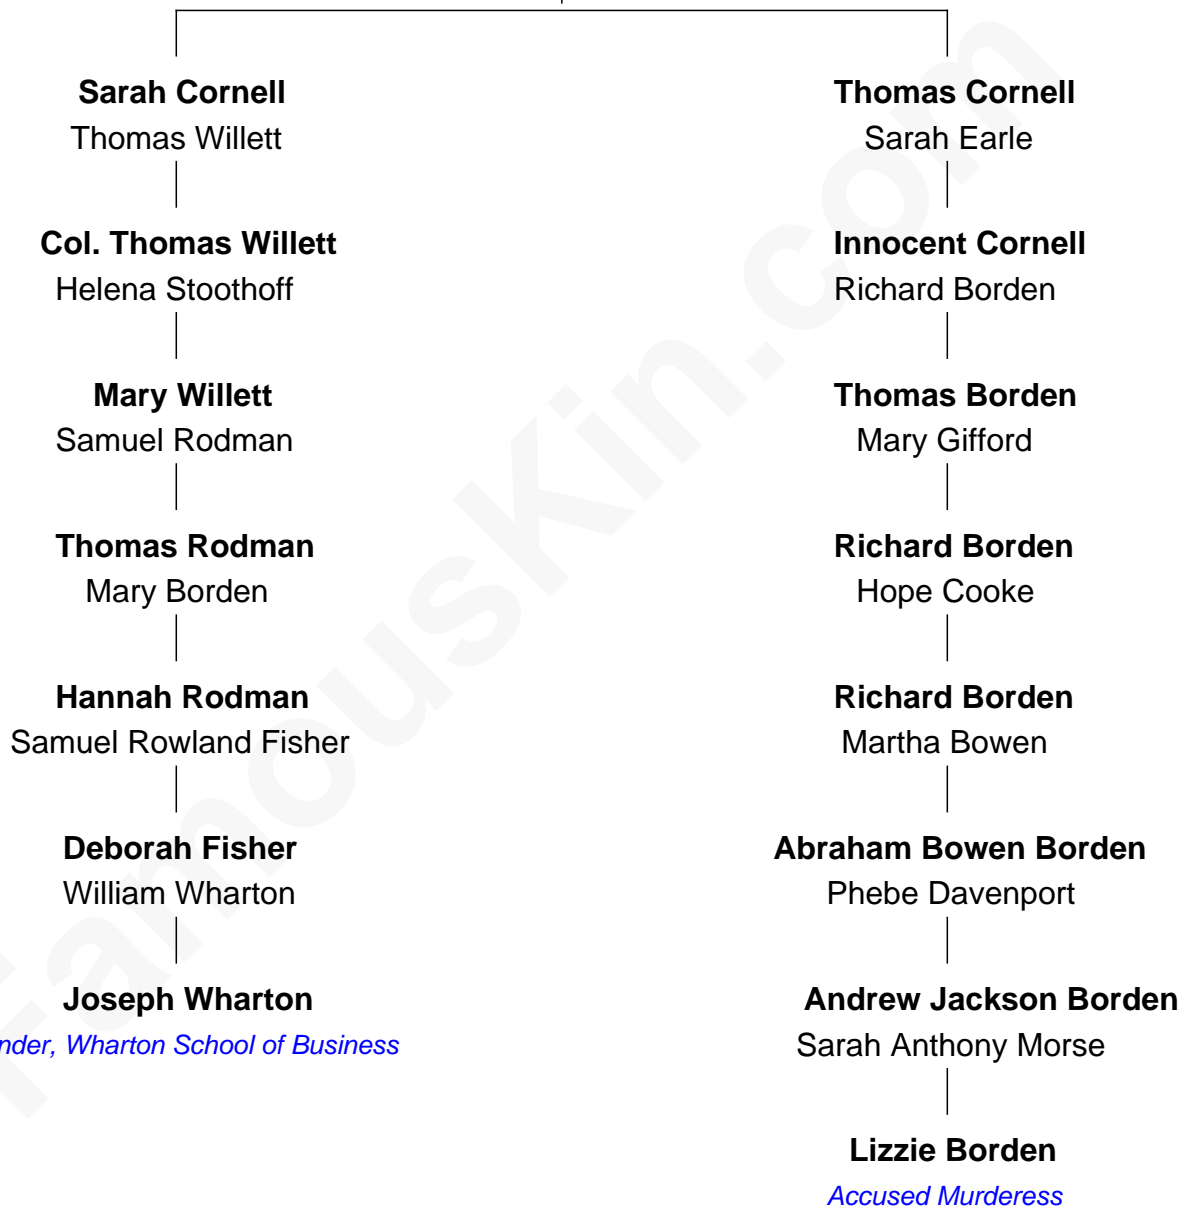 Sarah Cornell
Thomas Willett
Col. Thomas Willett
Helena Stoothoff
Mary Willett
Samuel Rodman
Thomas Rodman
Mary Borden
Hannah Rodman
Samuel Rowland Fisher
Deborah Fisher
William Wharton
Joseph Wharton
nder, Wharton School of Business
Thomas Cornell
Sarah Earle
Innocent Cornell
Richard Borden
Thomas Borden
Mary Gifford
Richard Borden
Hope Cooke
Richard Borden
Martha Bowen
Abraham Bowen Borden
Phebe Davenport
Andrew Jackson Borden
Sarah Anthony Morse
Lizzie Borden
Accused Murderess
FamousKin.com